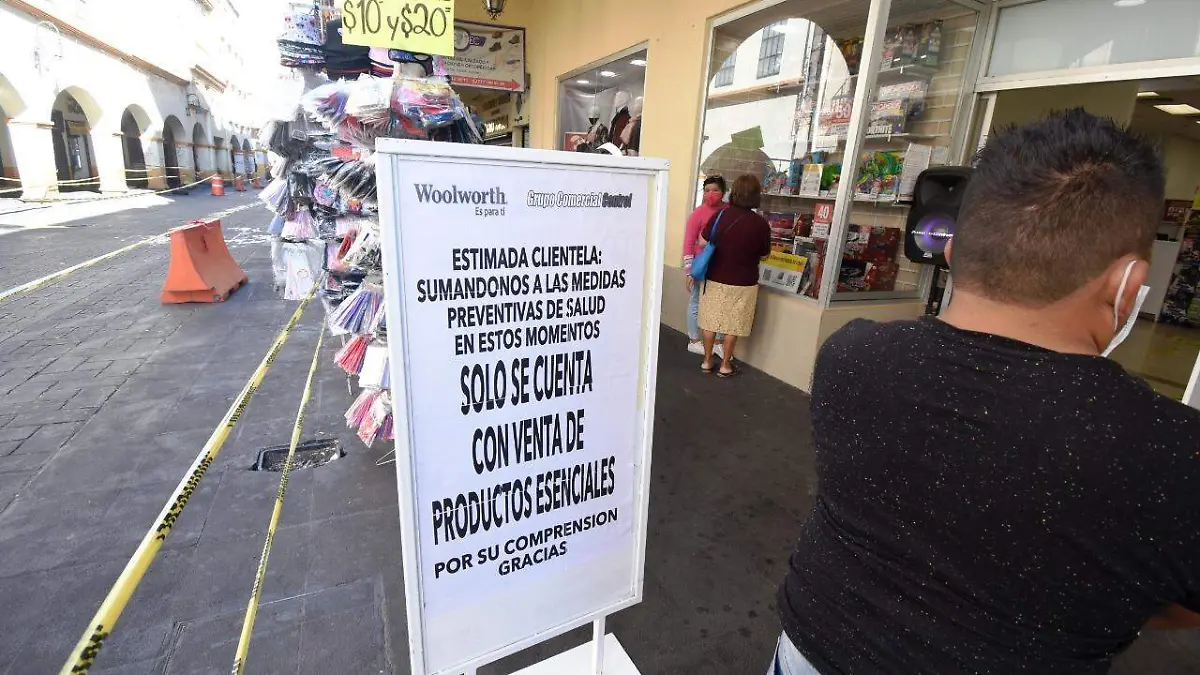 $10 y $20
Woolworth
Es para ti
Grupo Comercial Control
ESTIMADA CLIENTELA:
SUMANDONOS A LAS MEDIDAS
PREVENTIVAS DE SALUD
EN ESTOS MOMENTOS
SOLO SE CUENTA
CON VENTA DE
PRODUCTOS ESENCIALES
POR SU COMPRENSION
GRACIAS
40